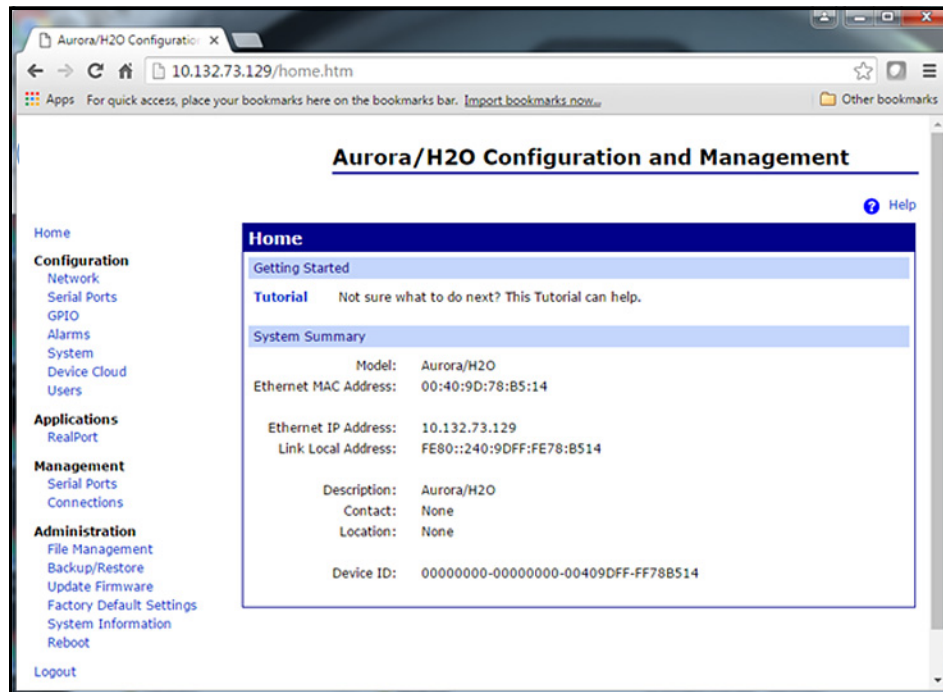 Aurora/H2O Configuratio
10.132.73.129/home.htm
Apps For quick access, place your bookmarks here on the bookmarks bar. Import bookmarks now... Other bookmarks
Aurora/H2O Configuration and Management
Help
Home
Configuration
Network
Serial Ports
GPIO
Alarms
System
Device Cloud
Users
Applications
RealPort
Management
Serial Ports
Connections
Administration
File Management
Backup/Restore
Update Firmware
Factory Default Settings
System Information
Reboot
Logout
Home
Getting Started
Tutorial Not sure what to do next? This Tutorial can help.
System Summary
Model: Aurora/H2O
Ethernet MAC Address: 00:40:9D:78:B5:14
Ethernet IP Address: 10.132.73.129
Link Local Address: FE80::240:9DFF:FE78:B514
Description: Aurora/H2O
Contact: None
Location: None
Device ID: 00000000-00000000-00409DFF-FF78B514